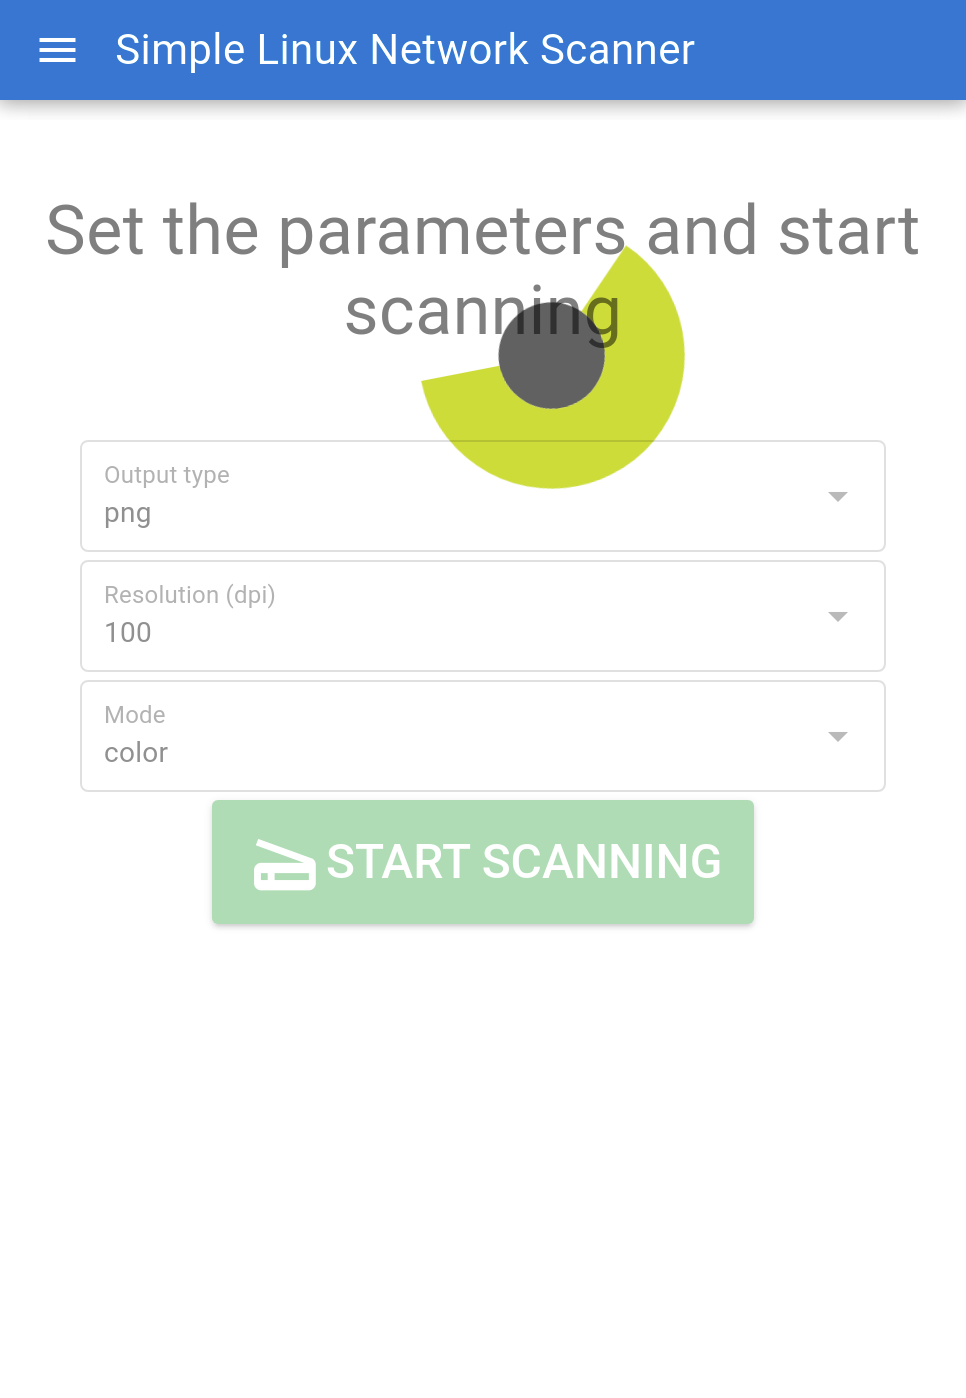 Simple Linux Network Scanner
Set the parameters and start
scanning
Output type
png
Resolution (dpi)
100
Mode
color
START SCANNING